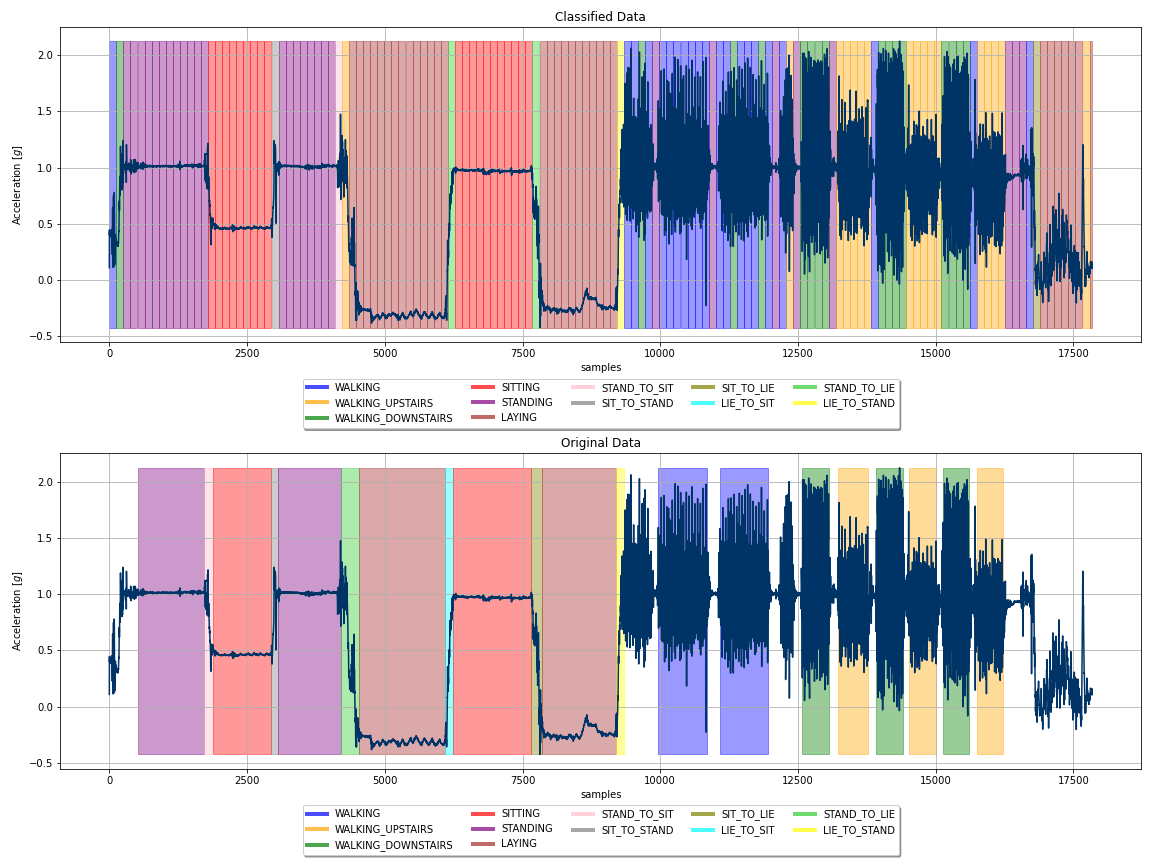 Classified Data
2.0
1.5
1.0
0.5
0.0
−0.5
Acceleration [g]
0 2500 5000 7500 10000 12500 15000 17500
samples
WALKING SITTING STAND_TO_SIT SIT_TO_LIE STAND_TO_LIE
WALKING_UPSTAIRS STANDING SIT_TO_STAND LIE_TO_SIT LIE_TO_STAND
WALKING_DOWNSTAIRS LAYING
Original Data
2.0
1.5
1.0
0.5
0.0
−0.5
Acceleration [g]
0 2500 5000 7500 10000 12500 15000 17500
samples
WALKING SITTING STAND_TO_SIT SIT_TO_LIE STAND_TO_LIE
WALKING_UPSTAIRS STANDING SIT_TO_STAND LIE_TO_SIT LIE_TO_STAND
WALKING_DOWNSTAIRS LAYING